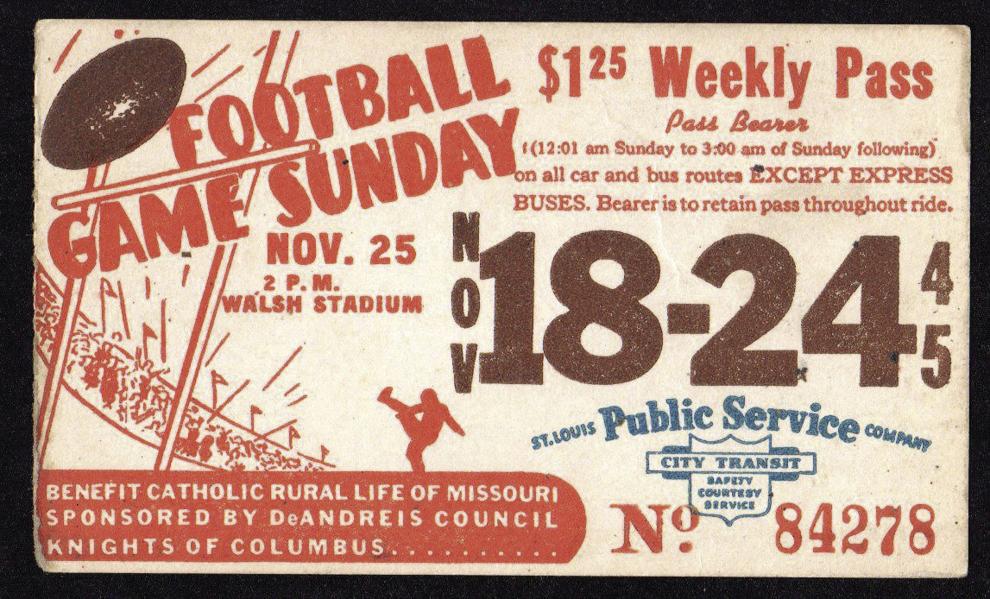 FOOTBALL
GAME SUNDAY
NOV. 25
2 P.M.
WALSH STADIUM
BENEFIT CATHOLIC RURAL LIFE OF MISSOURI
SPONSORED BY DeANDREIS COUNCIL
KNIGHTS OF COLUMBUS..........
$1 25 Weekly Pass
Pass Bearer
(12:01 am Sunday to 3:00 am of Sunday following)
on all car and bus routes EXCEPT EXPRESS
BUSES. Bearer is to retain pass throughout ride.
NOV 18-24 45
ST. LOUIS Public Service COMPANY
CITY TRANSIT
SAFETY
COURTESY
SERVICE
No. 84278